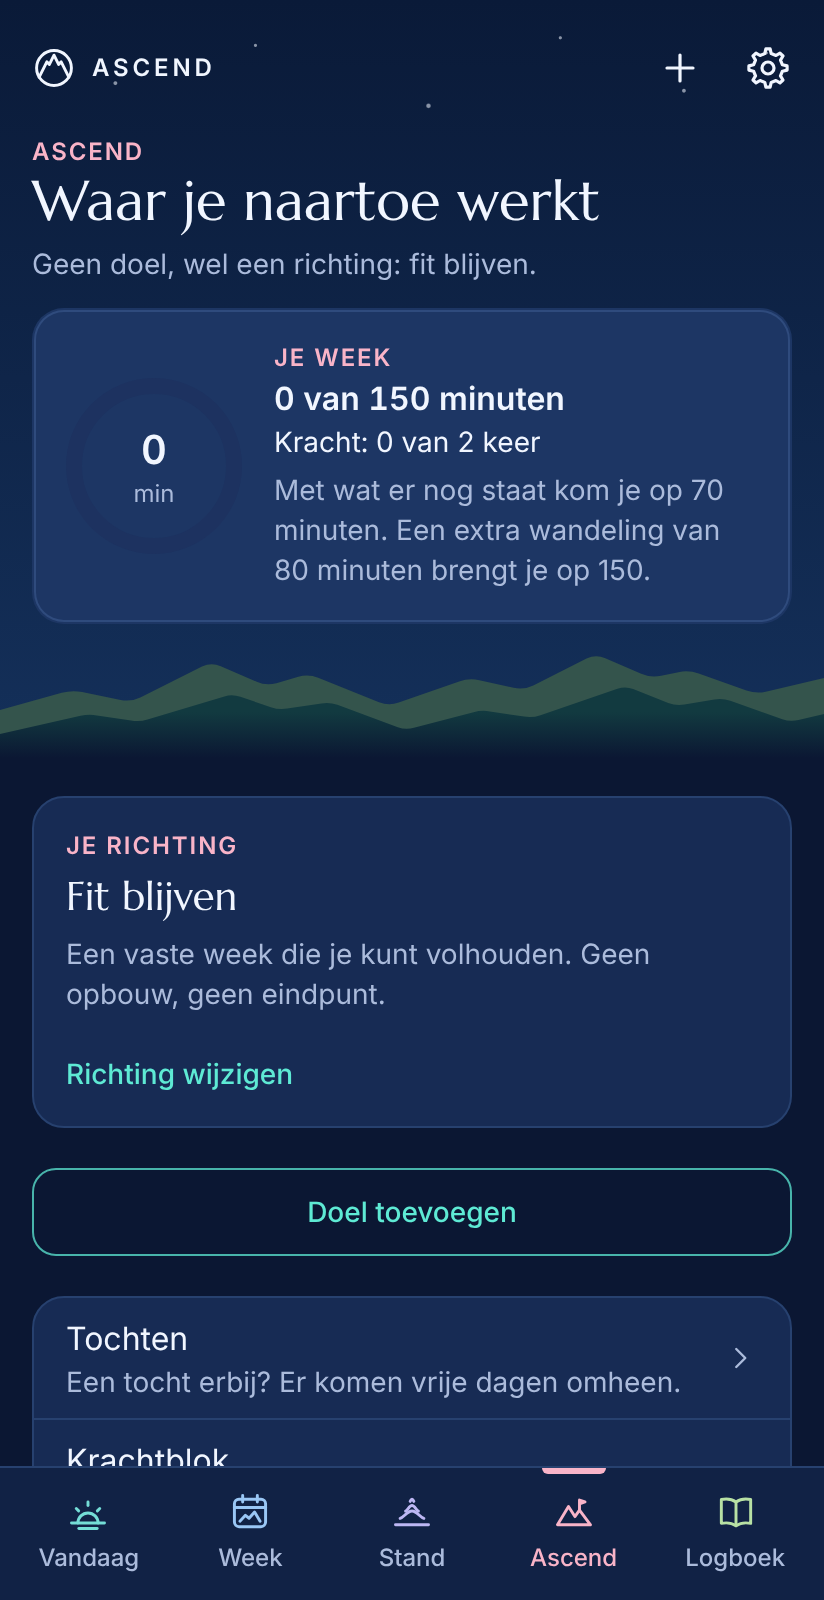 ASCEND
ASCEND
Waar je naartoe werkt
Geen doel, wel een richting: fit blijven.
JE WEEK
0 van 150 minuten
Kracht: 0 van 2 keer
0
min
Met wat er nog staat kom je op 70
minuten. Een extra wandeling van
80 minuten brengt je op 150.
JE RICHTING
Fit blijven
Een vaste week die je kunt volhouden. Geen
opbouw, geen eindpunt.
Richting wijzigen
Doel toevoegen
Tochten
Een tocht erbij? Er komen vrije dagen omheen.
Krachtblok
Vandaag
Week
Stand
Ascend
Logboek